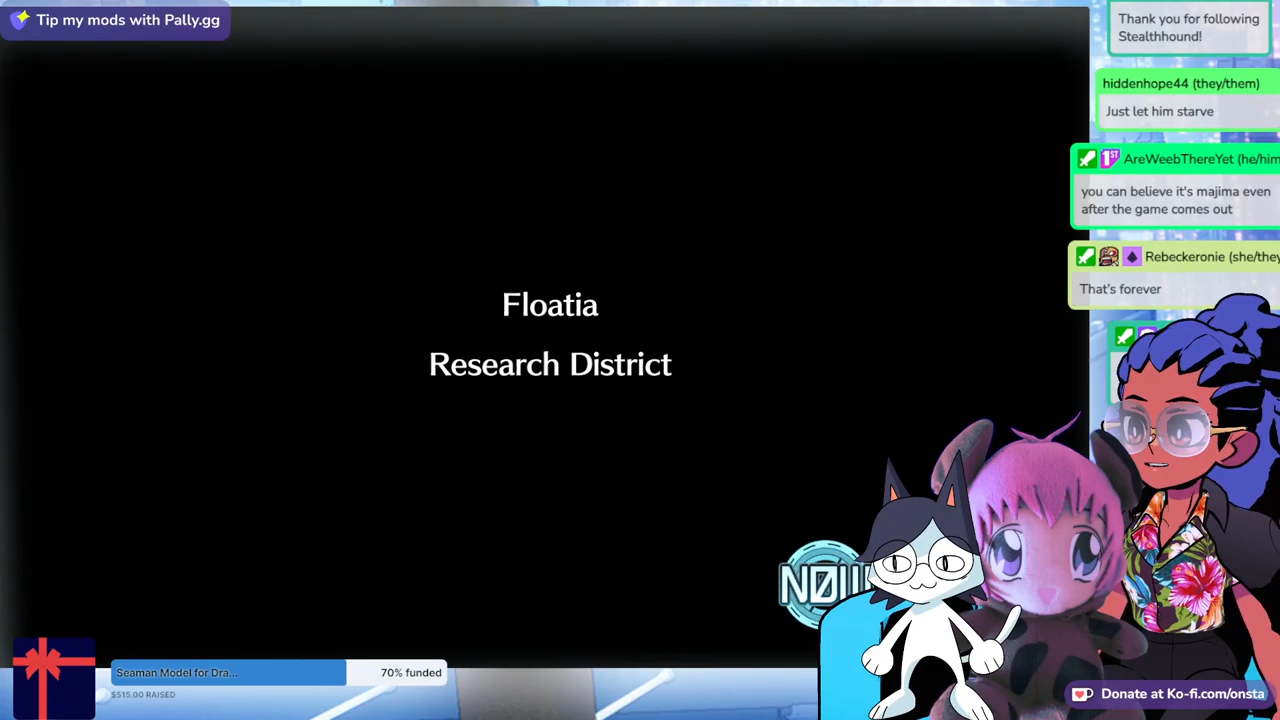 Tip my mods with Pally.gg
Thank you for following
Stealthhound!
hiddenhope44 (they/them)
Just let him starve
1ST AreWeebThereYet (he/him
you can believe it's majima even
after the game comes out
Rebeckeronie (she/they
That's forever
Floatia
Research District
Seaman Model for Dra... 70% funded
$515.00 RAISED
Donate at Ko-fi.com/onsta